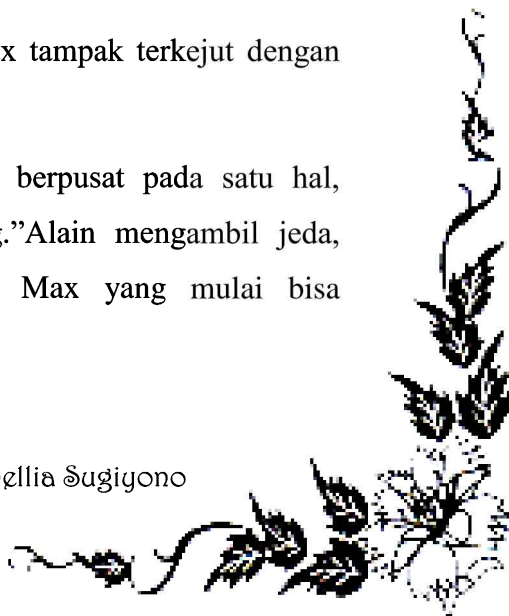 x tampak terkejut dengan
berpusat pada satu hal,
.”Alain mengambil jeda,
Max yang mulai bisa
ellia Sugiyono